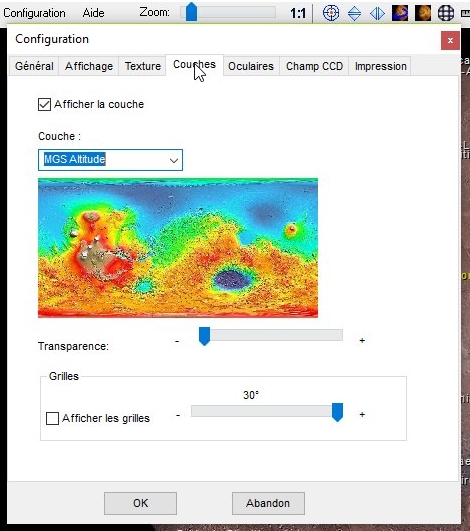 Configuration Aide Zoom: 1:1
Configuration
Général Affichage Texture Couches Oculaires Champ CCD Impression
Afficher la couche
Couche :
MGS Altitude
Transparence: - +
Grilles
30°
Afficher les grilles - +
OK Abandon